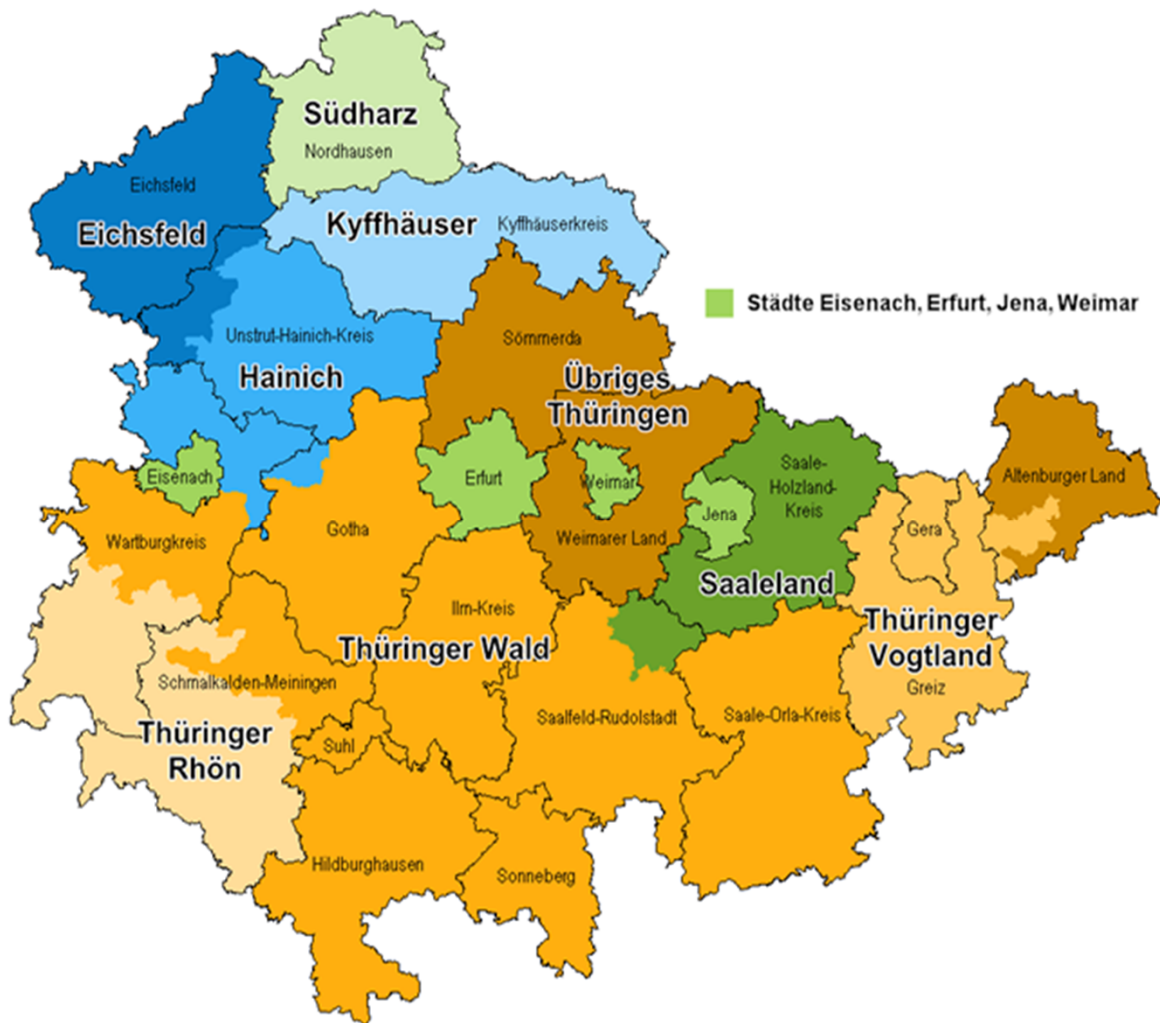 Südharz
Nordhausen
Eichsfeld
Eichsfeld
Kyffhäuser
Kyffhäuserkreis
Städte Eisenach, Erfurt, Jena, Weimar
Unstrut-Hainich-Kreis
Hainich
Sömmerda
Übriges
Thüringen
Eisenach
Erfurt
Weimar
Saale-
Holzland-
Kreis
Altenburger Land
Jena
Gera
Wartburgkreis
Gotha
Weimarer Land
Saaleland
Ilm-Kreis
Thüringer Wald
Thüringer
Vogtland
Greiz
Schmalkalden-Meiningen
Saalfeld-Rudolstadt
Saale-Orla-Kreis
Thüringer
Rhön
Suhl
Hildburghausen
Sonneberg